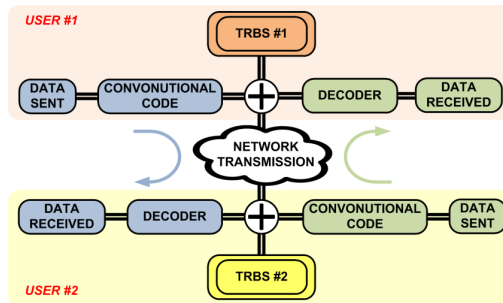 USER #1
TRBS #1
DATA
SENT
CONVONUTIONAL
CODE
DECODER
DATA
RECEIVED
NETWORK
TRANSMISSION
DATA
RECEIVED
DECODER
CONVONUTIONAL
CODE
DATA
SENT
TRBS #2
USER #2